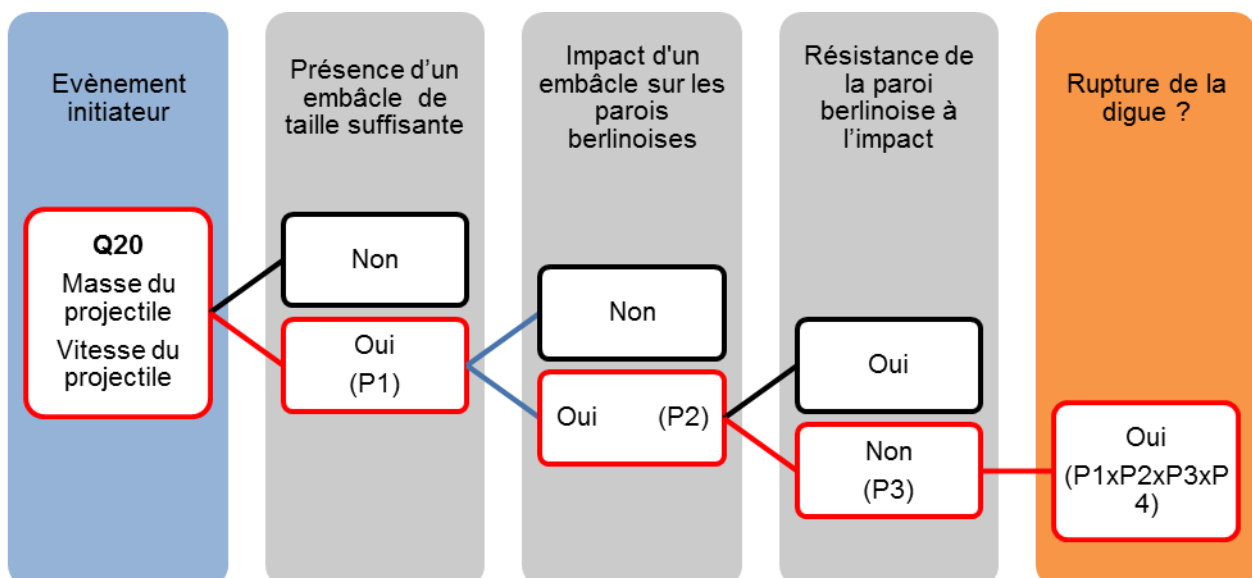 Evènement
initiateur
Présence d’un
embâcle de
taille suffisante
Impact d'un
embâcle sur les
parois
berlinoises
Résistance de
la paroi
berlinoise à
l’impact
Rupture de la
digue ?
Q20
Masse du
projectile
Vitesse du
projectile
Non
Oui
(P1)
Non
Oui (P2)
Oui
Non
(P3)
Oui
(P1xP2xP3xP
4)